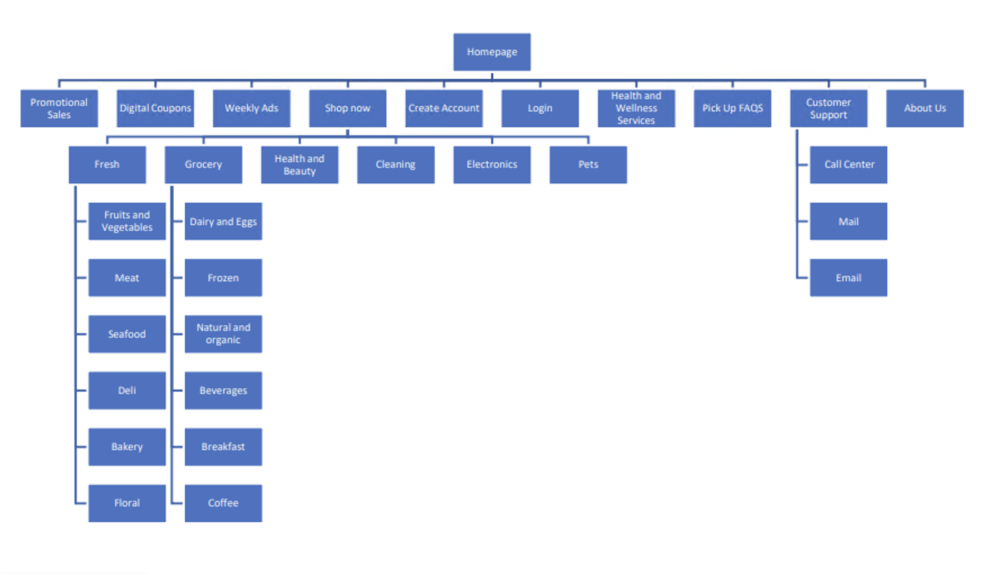 Homepage
Promotional
Sales
Digital Coupons
Weekly Ads
Shop now
Create Account
Login
Health and
Wellness
Services
Pick Up FAQS
Customer
Support
About Us
Fresh
Grocery
Health and
Beauty
Cleaning
Electronics
Pets
Call Center
Fruits and
Vegetables
Dairy and Eggs
Mail
Meat
Frozen
Email
Seafood
Natural and
organic
Deli
Beverages
Bakery
Breakfast
Floral
Coffee